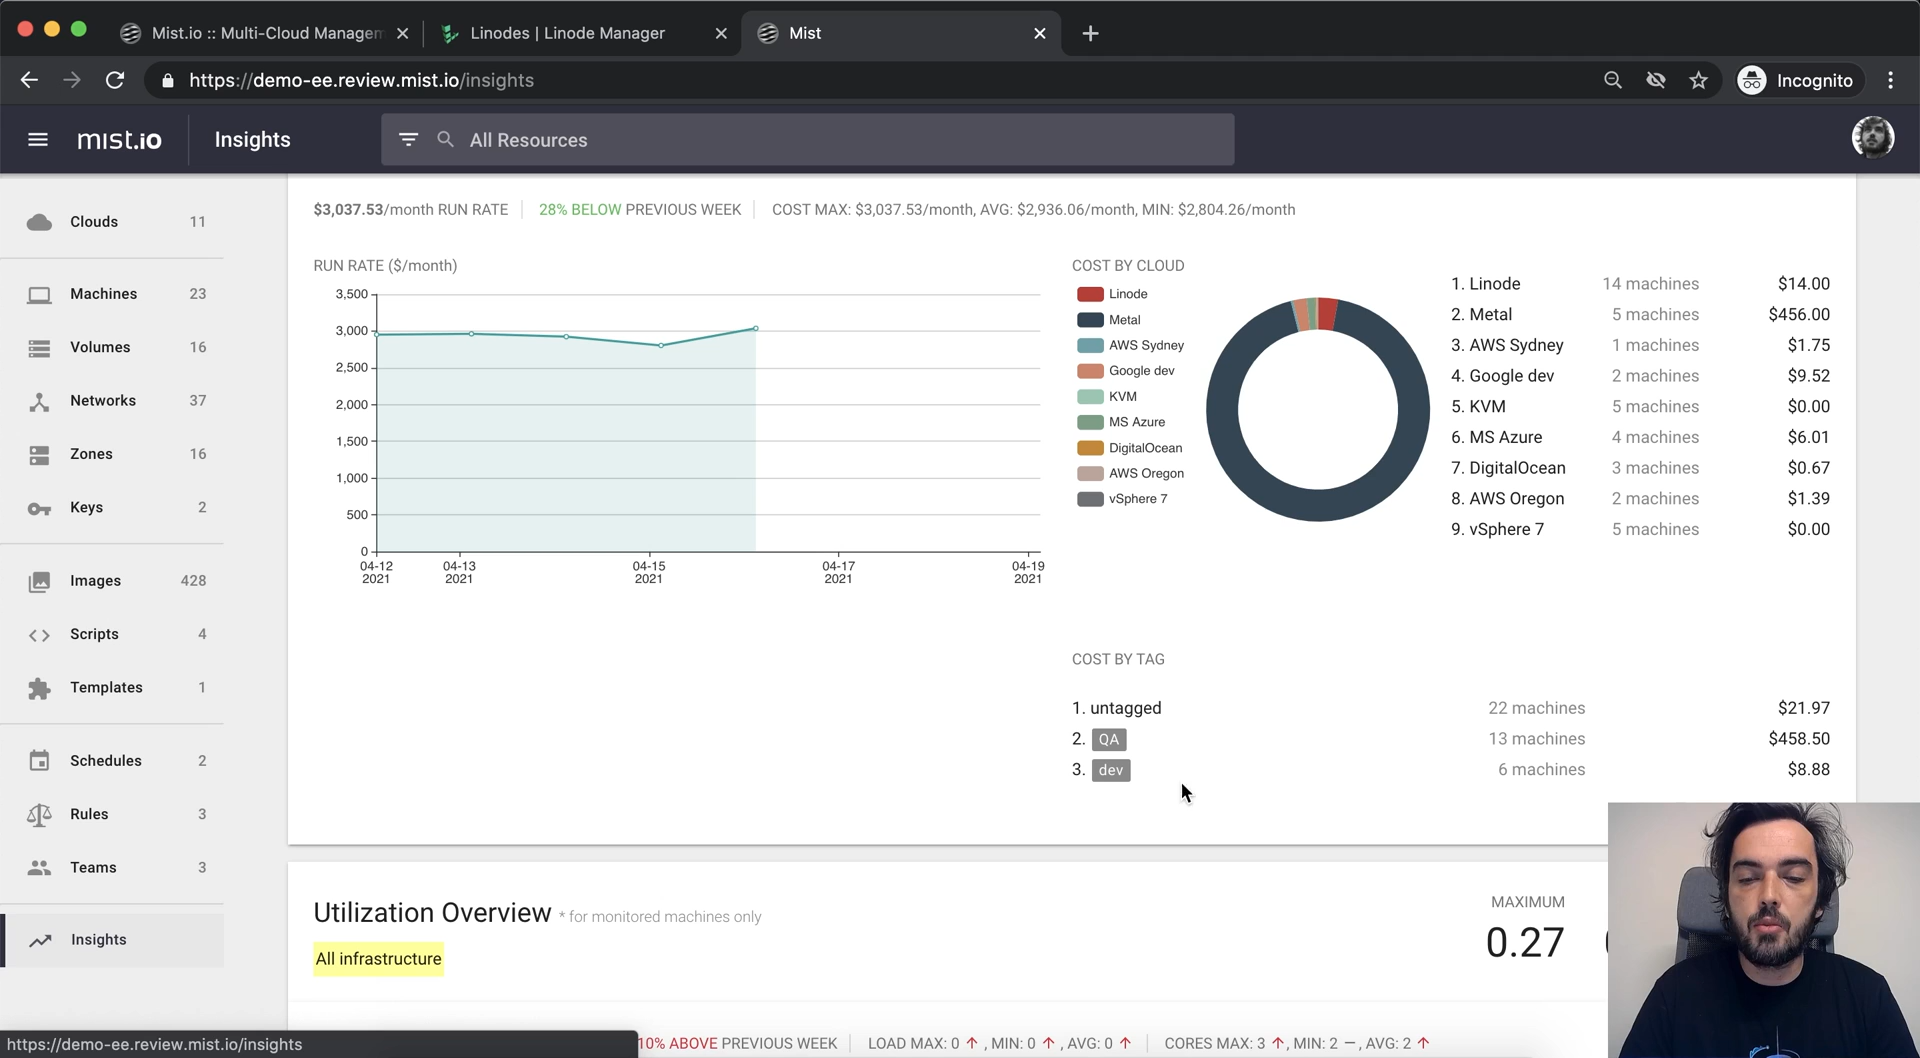 Mist.io :: Multi-Cloud Managem
Linodes | Linode Manager
Mist
https://demo-ee.review.mist.io/insights
Incognito
mist.io
Insights
All Resources
Clouds 11
Machines 23
Volumes 16
Networks 37
Zones 16
Keys 2
Images 428
Scripts 4
Templates 1
Schedules 2
Rules 3
Teams 3
Insights
$3,037.53/month RUN RATE
28% BELOW PREVIOUS WEEK
COST MAX: $3,037.53/month, AVG: $2,936.06/month, MIN: $2,804.26/month
RUN RATE ($/month)
3,500
3,000
2,500
2,000
1,500
1,000
500
0
04-12 2021
04-13 2021
04-15 2021
04-17 2021
04-19 2021
COST BY CLOUD
Linode
Metal
AWS Sydney
Google dev
KVM
MS Azure
DigitalOcean
AWS Oregon
vSphere 7
1. Linode 14 machines $14.00
2. Metal 5 machines $456.00
3. AWS Sydney 1 machines $1.75
4. Google dev 2 machines $9.52
5. KVM 5 machines $0.00
6. MS Azure 4 machines $6.01
7. DigitalOcean 3 machines $0.67
8. AWS Oregon 2 machines $1.39
9. vSphere 7 5 machines $0.00
COST BY TAG
1. untagged 22 machines $21.97
2. QA 13 machines $458.50
3. dev 6 machines $8.88
Utilization Overview * for monitored machines only
All infrastructure
MAXIMUM
0.27
10% ABOVE PREVIOUS WEEK
LOAD MAX: 0 ↑ , MIN: 0 ↑ , AVG: 0 ↑
CORES MAX: 3 ↑ , MIN: 2 – , AVG: 2 ↑
https://demo-ee.review.mist.io/insights